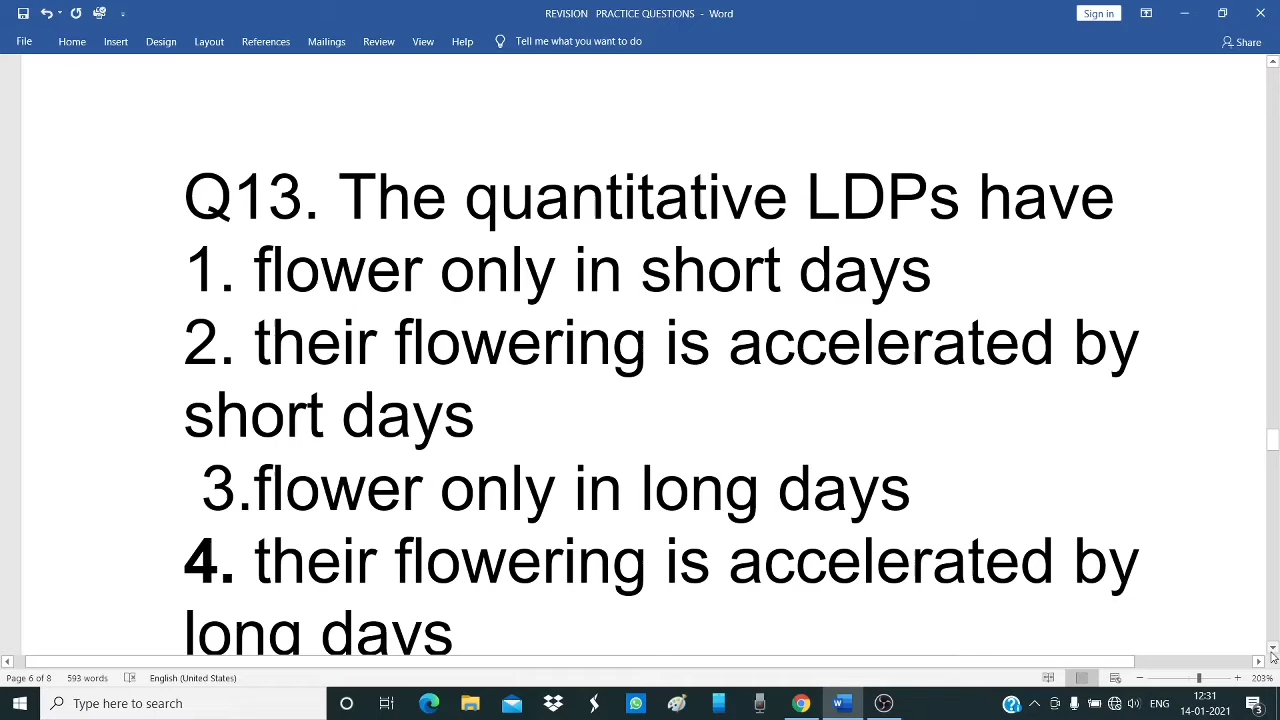 REVISION PRACTICE QUESTIONS - Word
Sign in
File Home Insert Design Layout References Mailings Review View Help Tell me what you want to do Share
Q13. The quantitative LDPs have
1. flower only in short days
2. their flowering is accelerated by
short days
3.flower only in long days
4. their flowering is accelerated by
long days
Page 6 of 8 593 words English (United States) 203%
Type here to search
ENG
12:31
14-01-2021
3